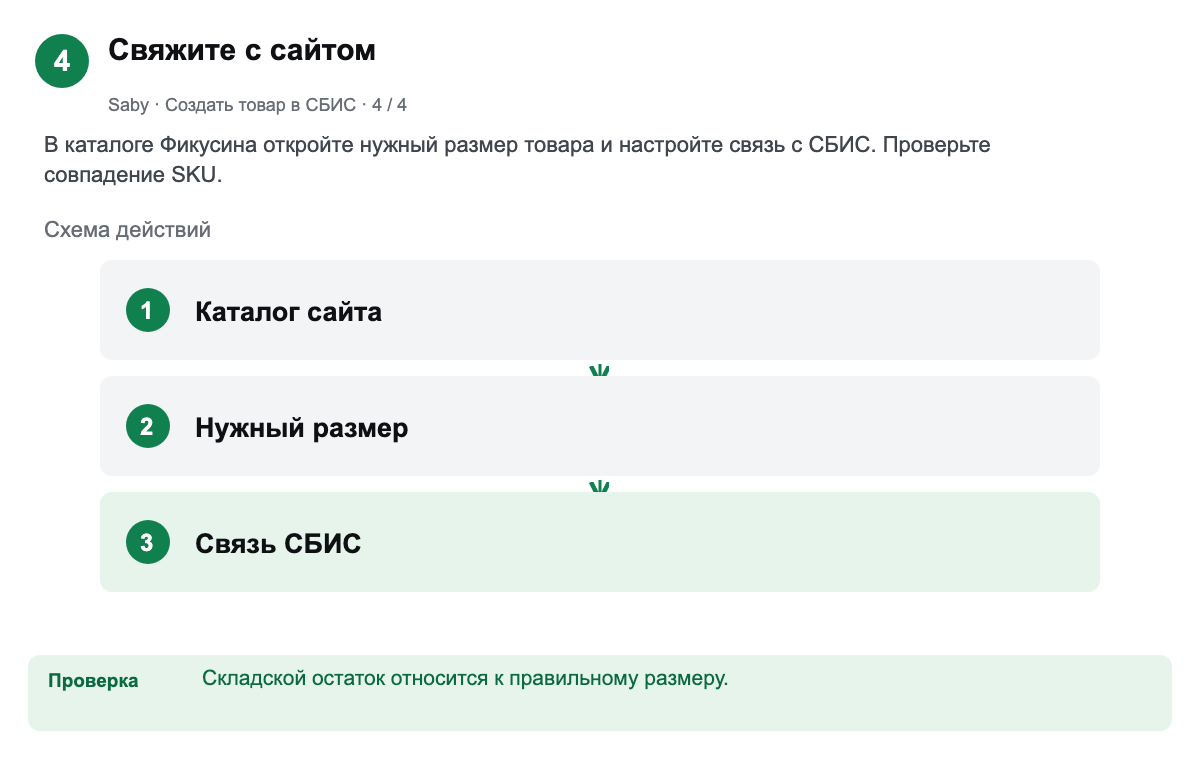 4
Свяжите с сайтом
Saby · Создать товар в СБИС · 4 / 4
В каталоге Фикусина откройте нужный размер товара и настройте связь с СБИС. Проверьте
совпадение SKU.
Схема действий
1 Каталог сайта
2 Нужный размер
3 Связь СБИС
Проверка Складской остаток относится к правильному размеру.